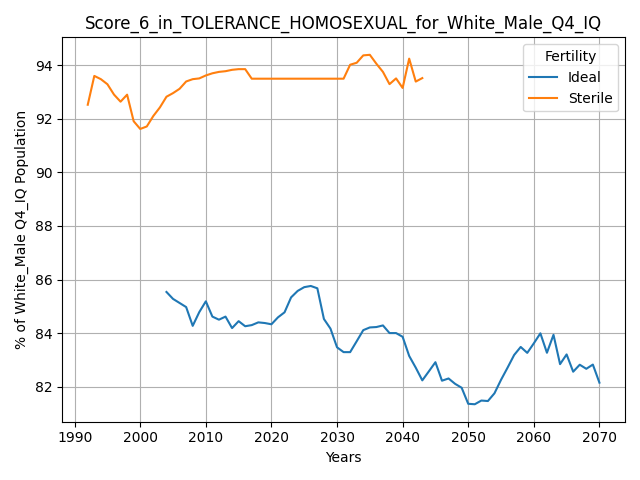 Score_6_in_TOLERANCE_HOMOSEXUAL_for_White_Male_Q4_IQ
Fertility
Ideal
Sterile
% of White_Male Q4_IQ Population
94
92
90
88
86
84
82
1990
2000
2010
2020
2030
2040
2050
2060
2070
Years